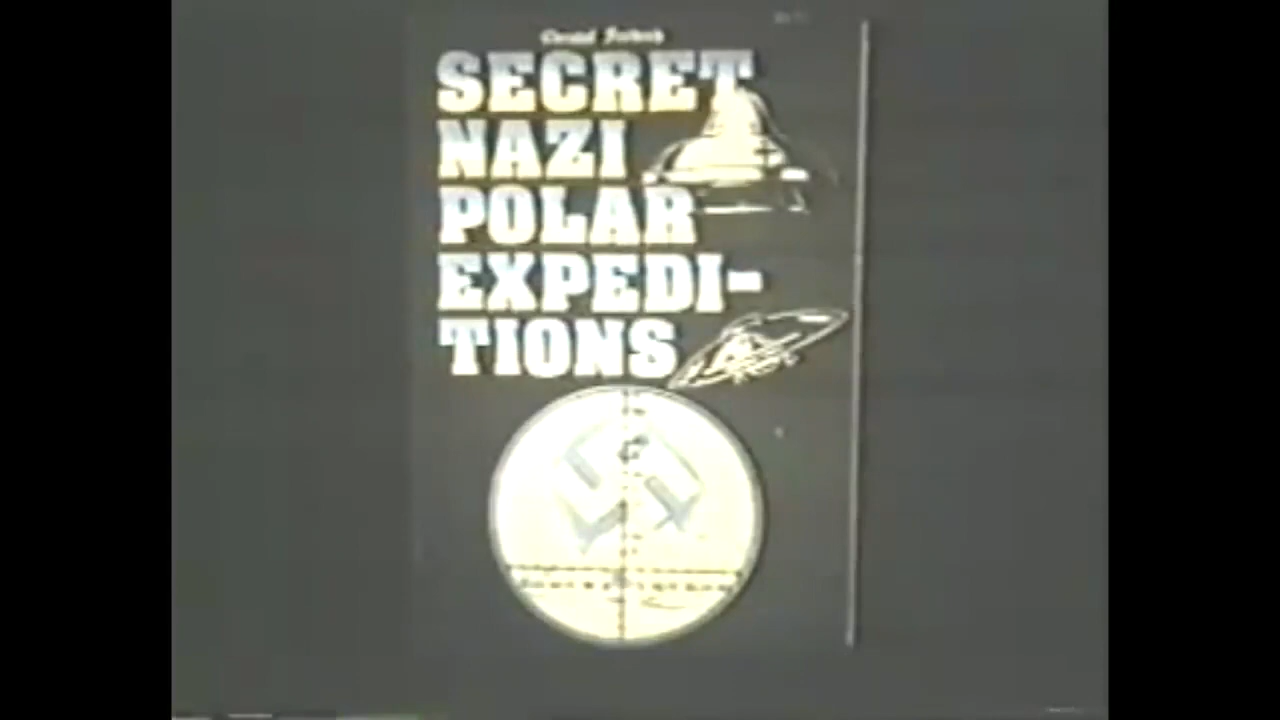 SECRET
NAZI
POLAR
EXPEDI-
TIONS